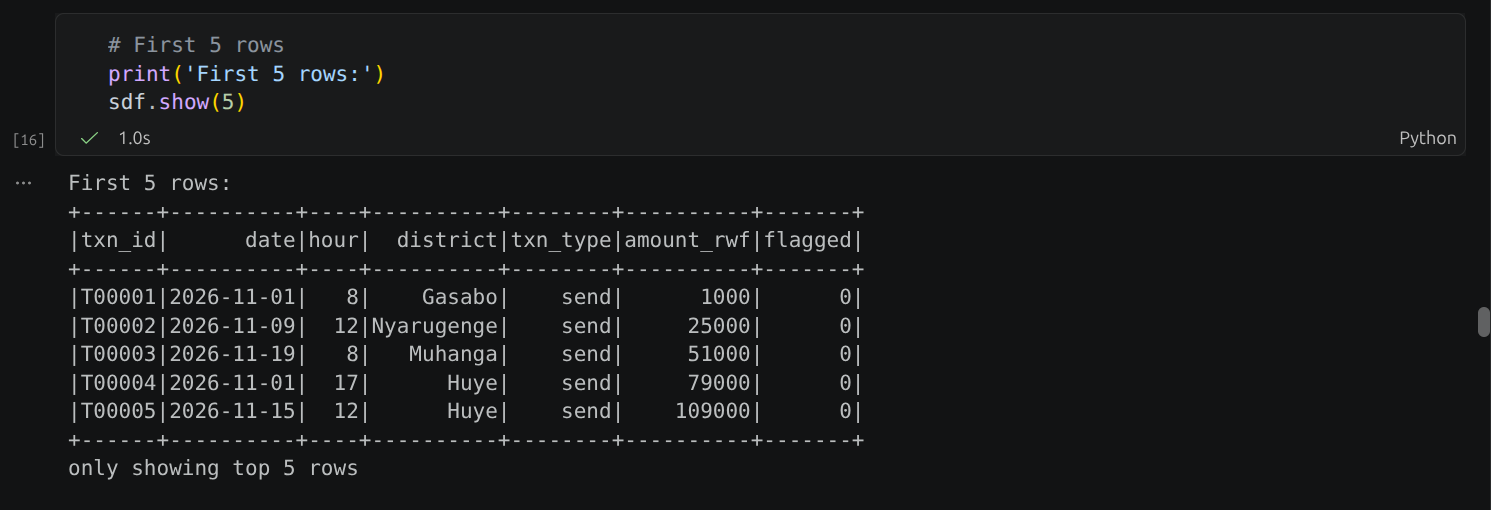 # First 5 rows
print('First 5 rows:')
sdf.show(5)
[16] ✓ 1.0s Python
... First 5 rows:
+------+----------+----+----------+--------+----------+-------+
|txn_id|      date|hour|  district|txn_type|amount_rwf|flagged|
+------+----------+----+----------+--------+----------+-------+
|T00001|2026-11-01|   8|    Gasabo|    send|      1000|      0|
|T00002|2026-11-09|  12|Nyarugenge|    send|     25000|      0|
|T00003|2026-11-19|   8|   Muhanga|    send|     51000|      0|
|T00004|2026-11-01|  17|      Huye|    send|     79000|      0|
|T00005|2026-11-15|  12|      Huye|    send|    109000|      0|
+------+----------+----+----------+--------+----------+-------+
only showing top 5 rows